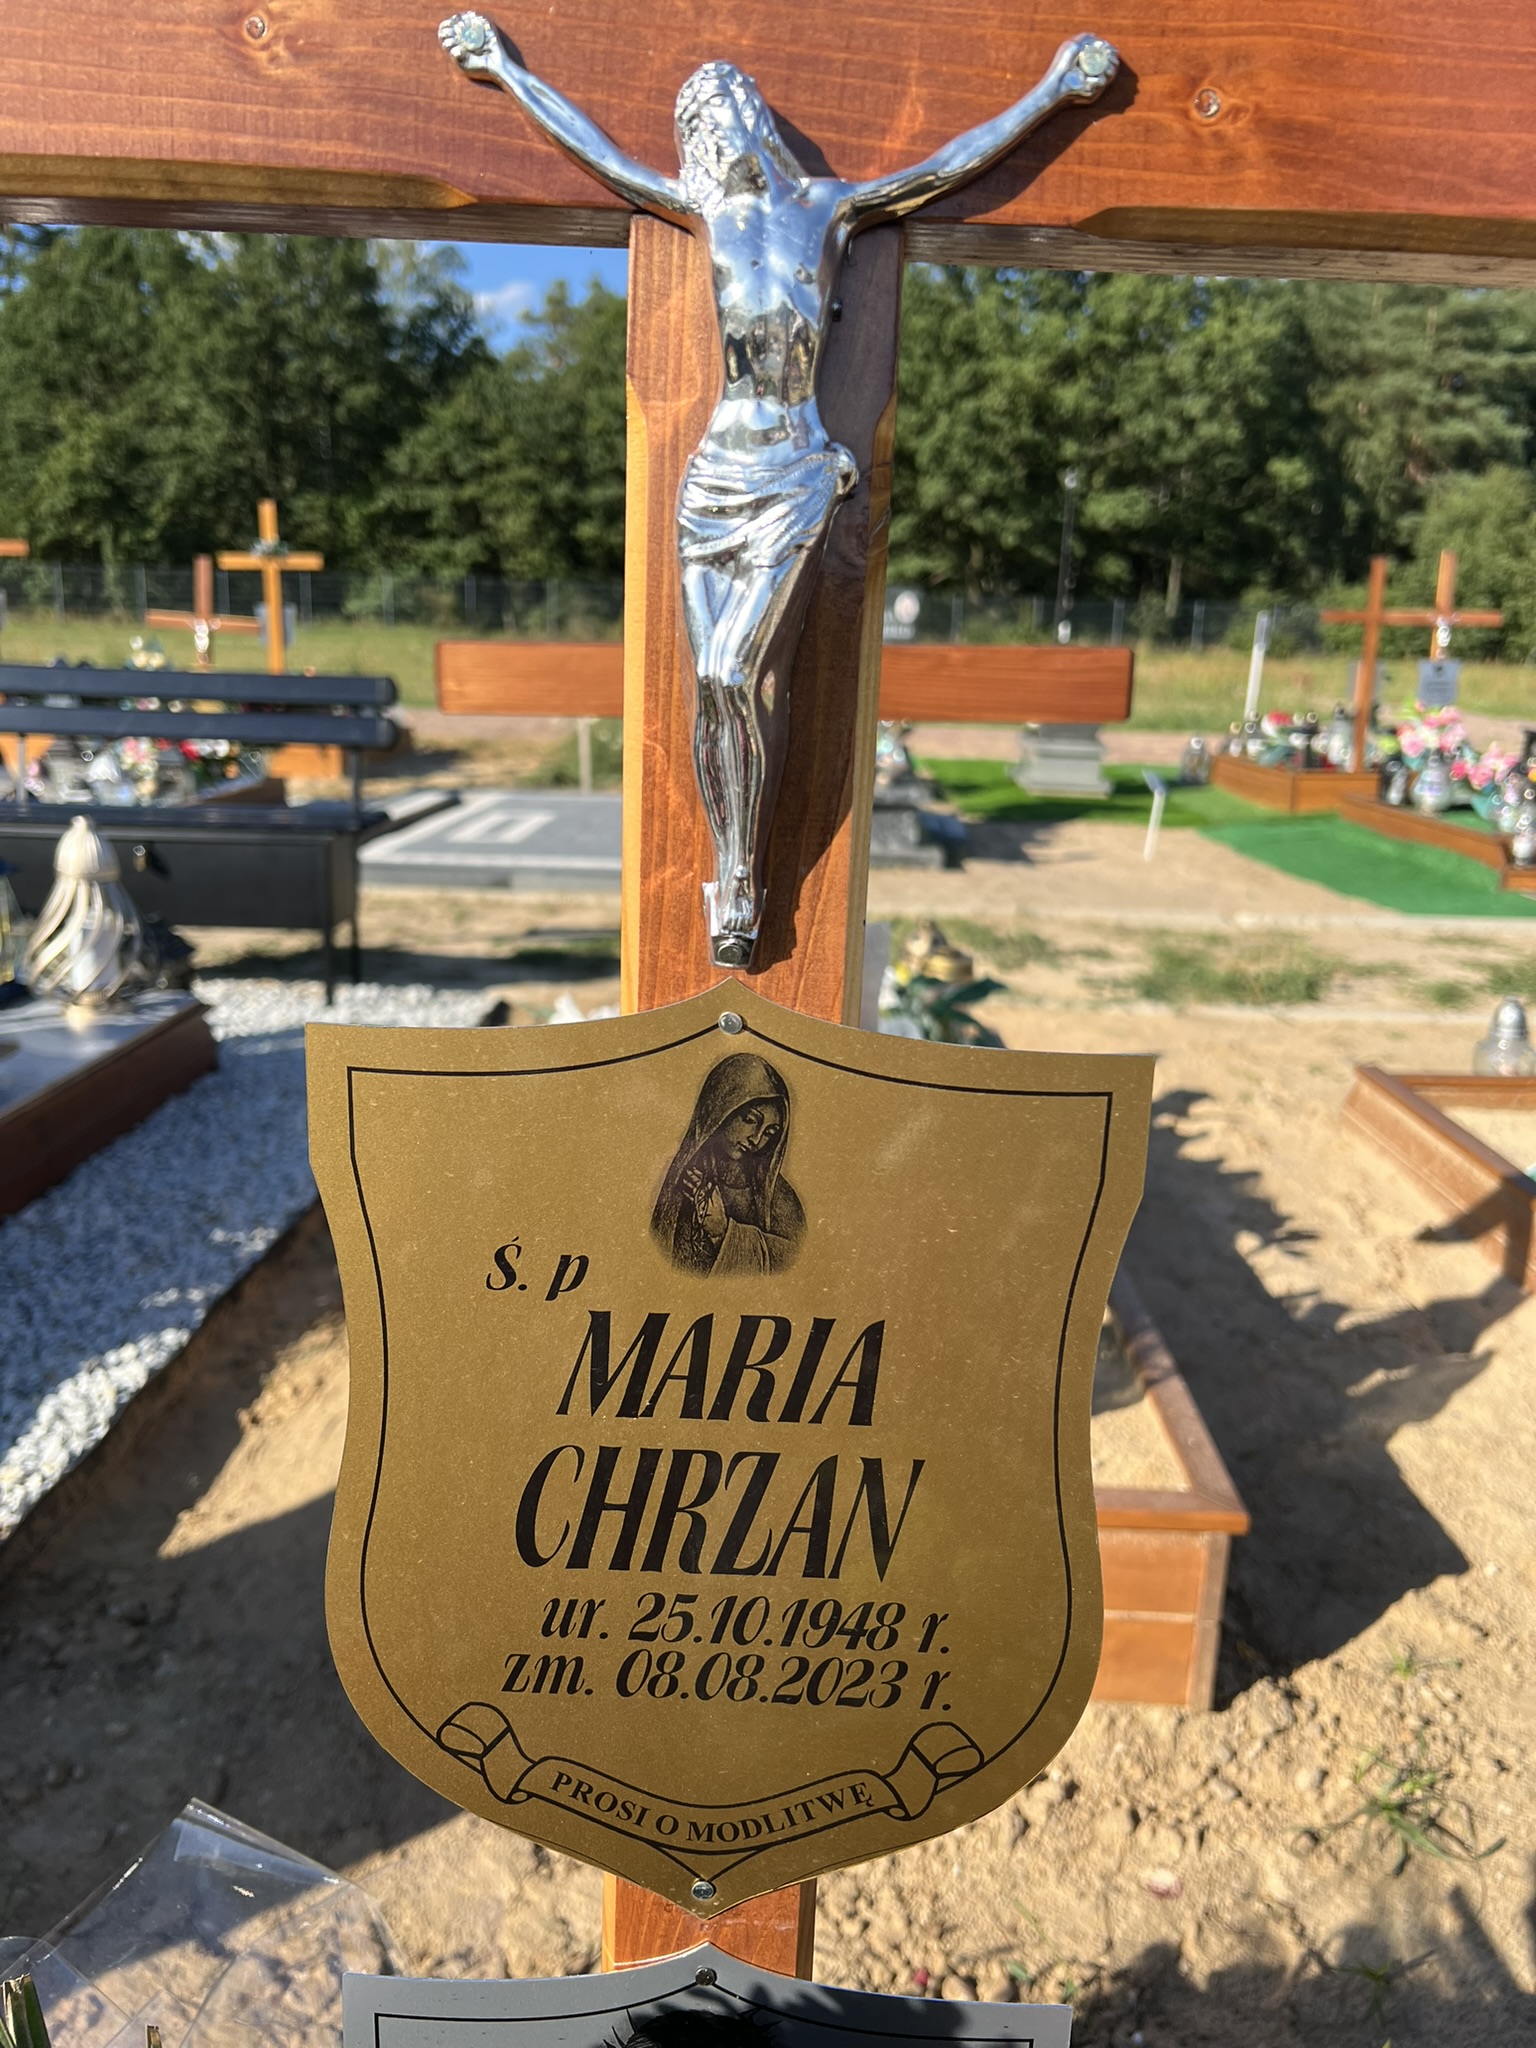 Ś. p
MARIA
CHRZAN
ur. 25.10.1948 r.
zm. 08.08.2023 r.
PROSI O MODLITWĘ